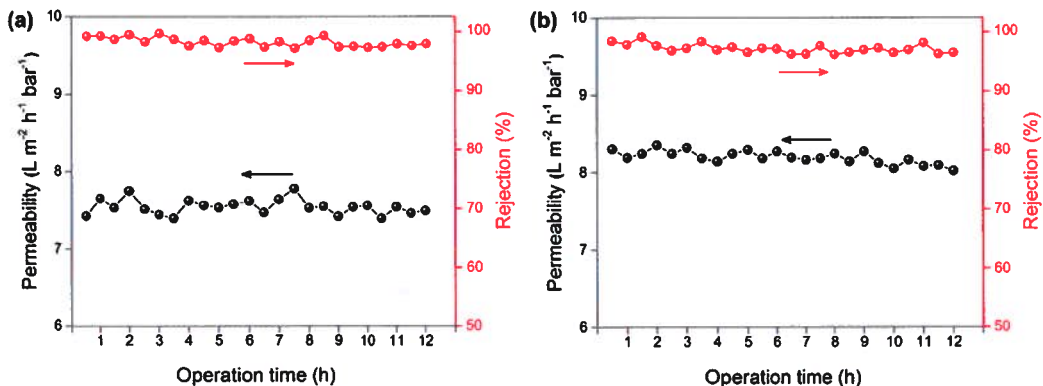 (a)
Permeability (L m⁻² h⁻¹ bar⁻¹)
10
9
8
7
6
100
90
80
70
60
50
Rejection (%)
1 2 3 4 5 6 7 8 9 10 11 12
Operation time (h)
(b)
Permeability (L m⁻² h⁻¹ bar⁻¹)
10
9
8
7
6
100
90
80
70
60
50
Rejection (%)
1 2 3 4 5 6 7 8 9 10 11 12
Operation time (h)